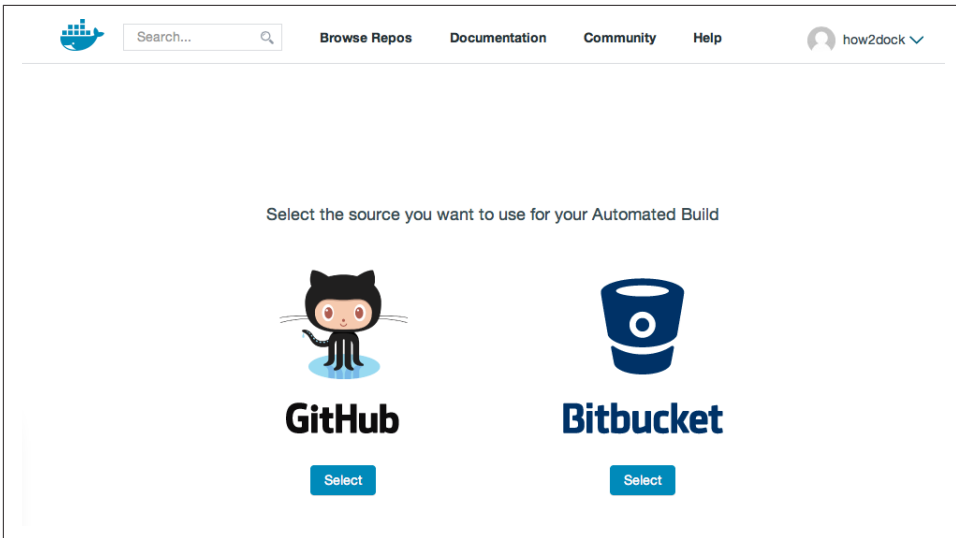 Search... Browse Repos Documentation Community Help how2dock
Select the source you want to use for your Automated Build
GitHub Bitbucket
Select Select